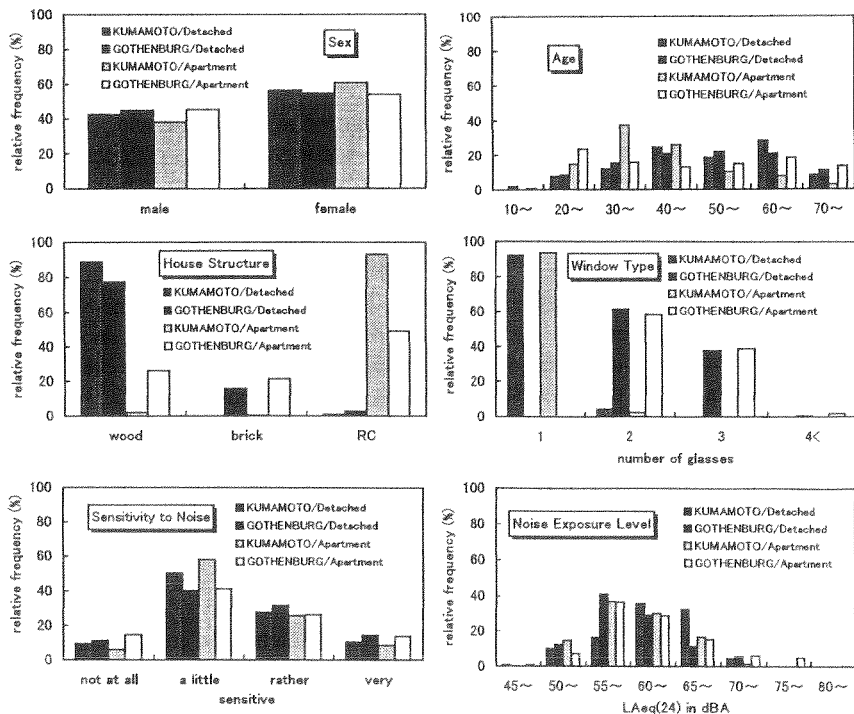 Sex
KUMAMOTO/Detached
GOTHENBURG/Detached
KUMAMOTO/Apartment
GOTHENBURG/Apartment
relative frequency (%)
100
80
60
40
20
0
male
female
Age
KUMAMOTO/Detached
GOTHENBURG/Detached
KUMAMOTO/Apartment
GOTHENBURG/Apartment
relative frequency (%)
100
80
60
40
20
0
10～ 20～ 30～ 40～ 50～ 60～ 70～
House Structure
KUMAMOTO/Detached
GOTHENBURG/Detached
KUMAMOTO/Apartment
GOTHENBURG/Apartment
relative frequency (%)
100
80
60
40
20
0
wood brick RC
Window Type
KUMAMOTO/Detached
GOTHENBURG/Detached
KUMAMOTO/Apartment
GOTHENBURG/Apartment
relative frequency (%)
100
80
60
40
20
0
1 2 3 4<
number of glasses
Sensitivity to Noise
KUMAMOTO/Detached
GOTHENBURG/Detached
KUMAMOTO/Apartment
GOTHENBURG/Apartment
relative frequency (%)
100
80
60
40
20
0
not at all a little rather very
sensitive
Noise Exposure Level
KUMAMOTO/Detached
GOTHENBURG/Detached
KUMAMOTO/Apartment
GOTHENBURG/Apartment
relative frequency (%)
100
80
60
40
20
0
45～ 50～ 55～ 60～ 65～ 70～ 75～ 80～
LAeq(24) in dBA